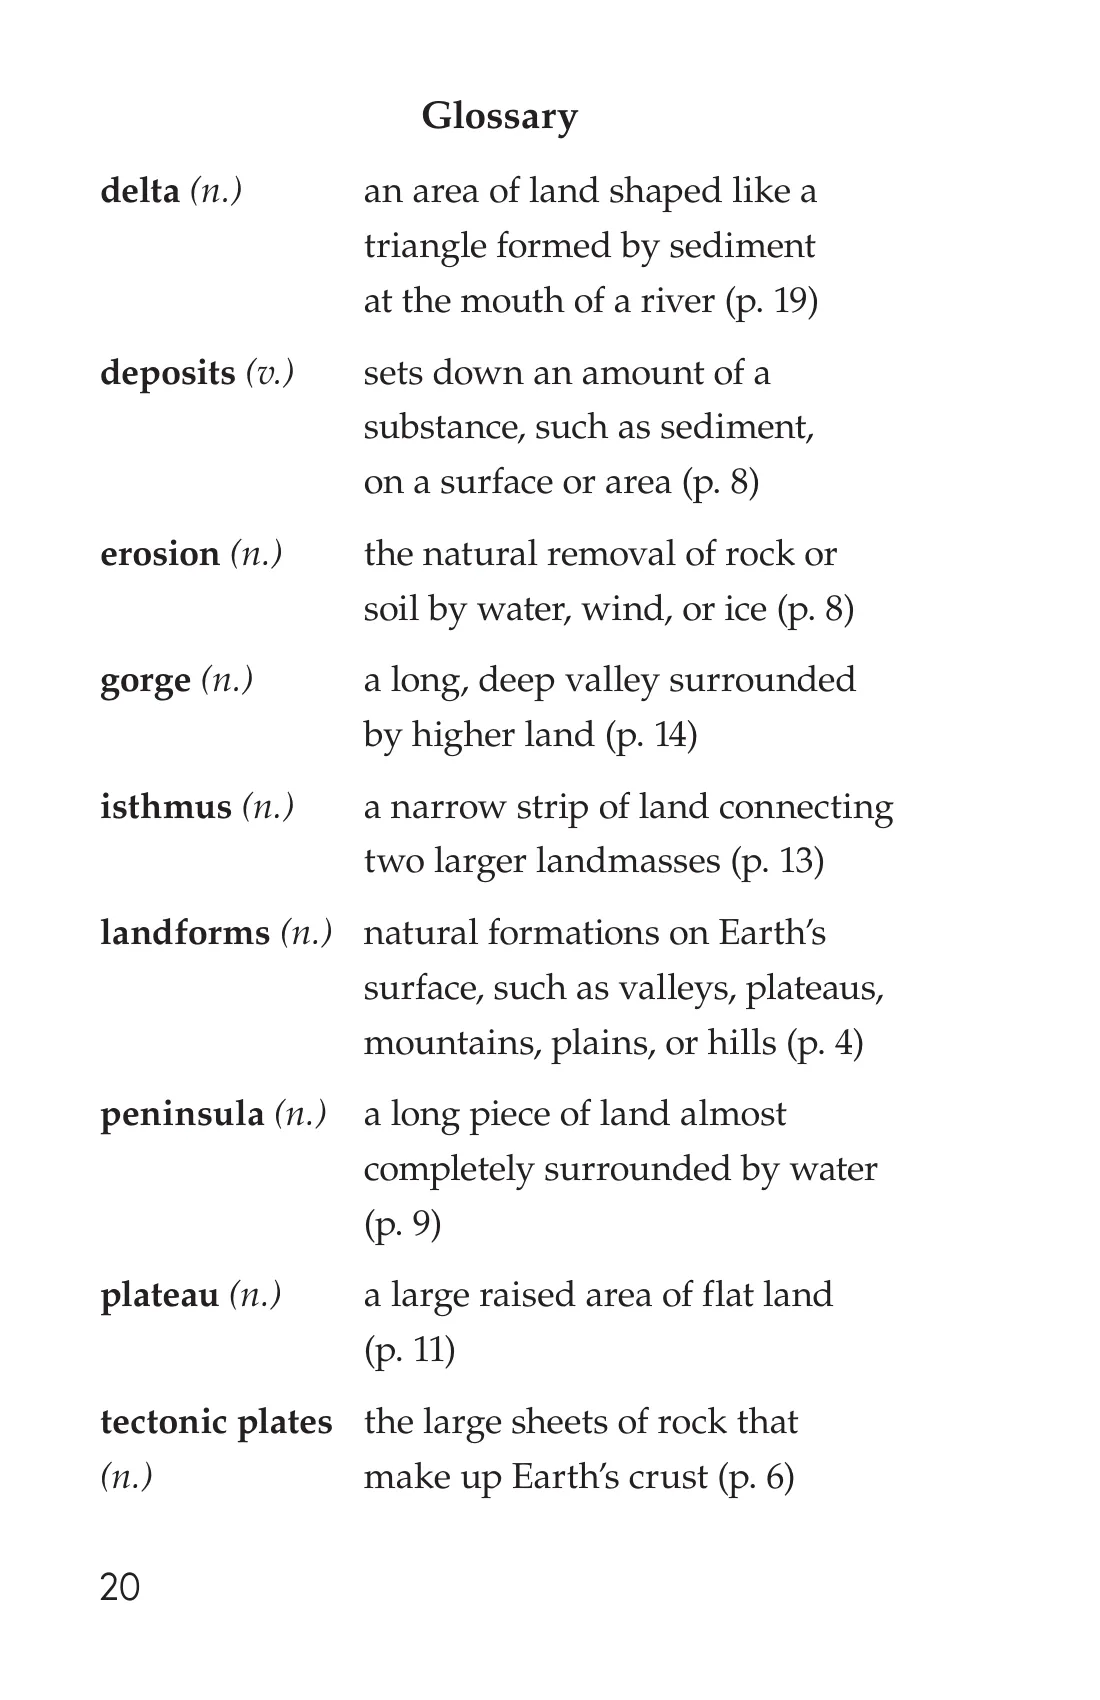 Glossary
delta (n.) an area of land shaped like a
triangle formed by sediment
at the mouth of a river (p. 19)
deposits (v.) sets down an amount of a
substance, such as sediment,
on a surface or area (p. 8)
erosion (n.) the natural removal of rock or
soil by water, wind, or ice (p. 8)
gorge (n.) a long, deep valley surrounded
by higher land (p. 14)
isthmus (n.) a narrow strip of land connecting
two larger landmasses (p. 13)
landforms (n.) natural formations on Earth’s
surface, such as valleys, plateaus,
mountains, plains, or hills (p. 4)
peninsula (n.) a long piece of land almost
completely surrounded by water
(p. 9)
plateau (n.) a large raised area of flat land
(p. 11)
tectonic plates the large sheets of rock that
(n.) make up Earth’s crust (p. 6)
20